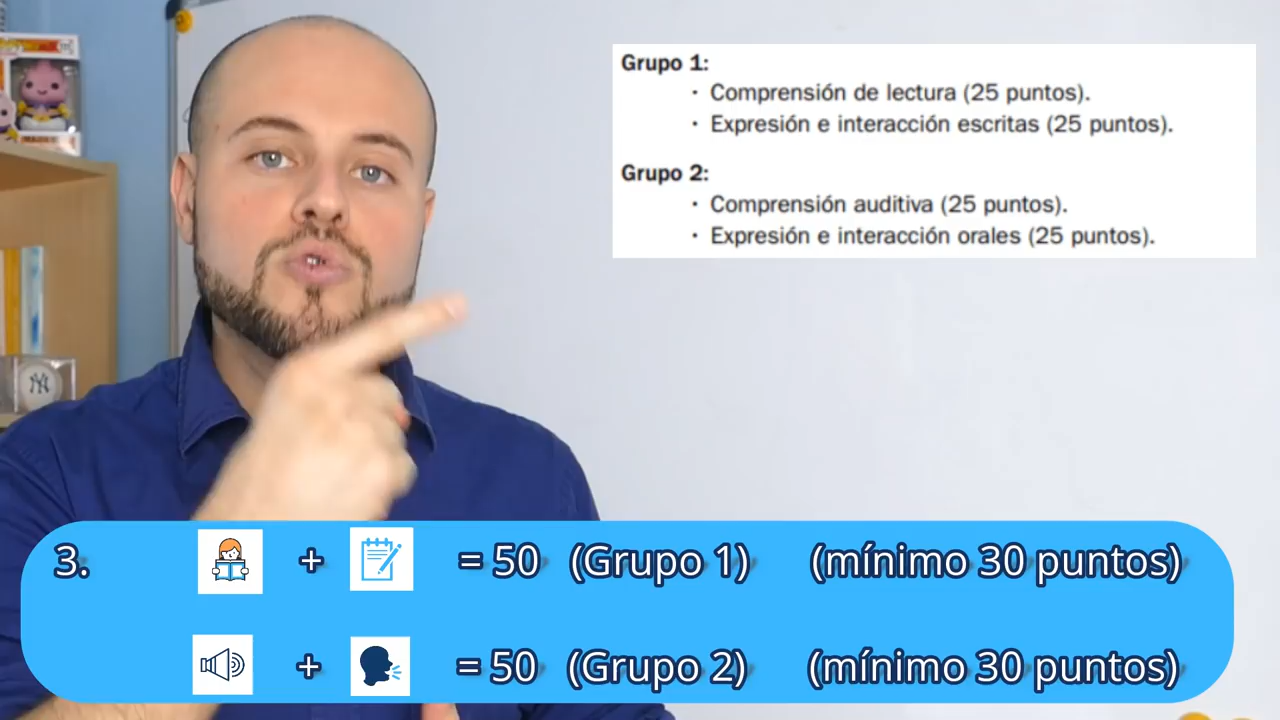 Grupo 1:
· Comprensión de lectura (25 puntos).
· Expresión e interacción escritas (25 puntos).
Grupo 2:
· Comprensión auditiva (25 puntos).
· Expresión e interacción orales (25 puntos).
3. + = 50 (Grupo 1) (mínimo 30 puntos)
+ = 50 (Grupo 2) (mínimo 30 puntos)